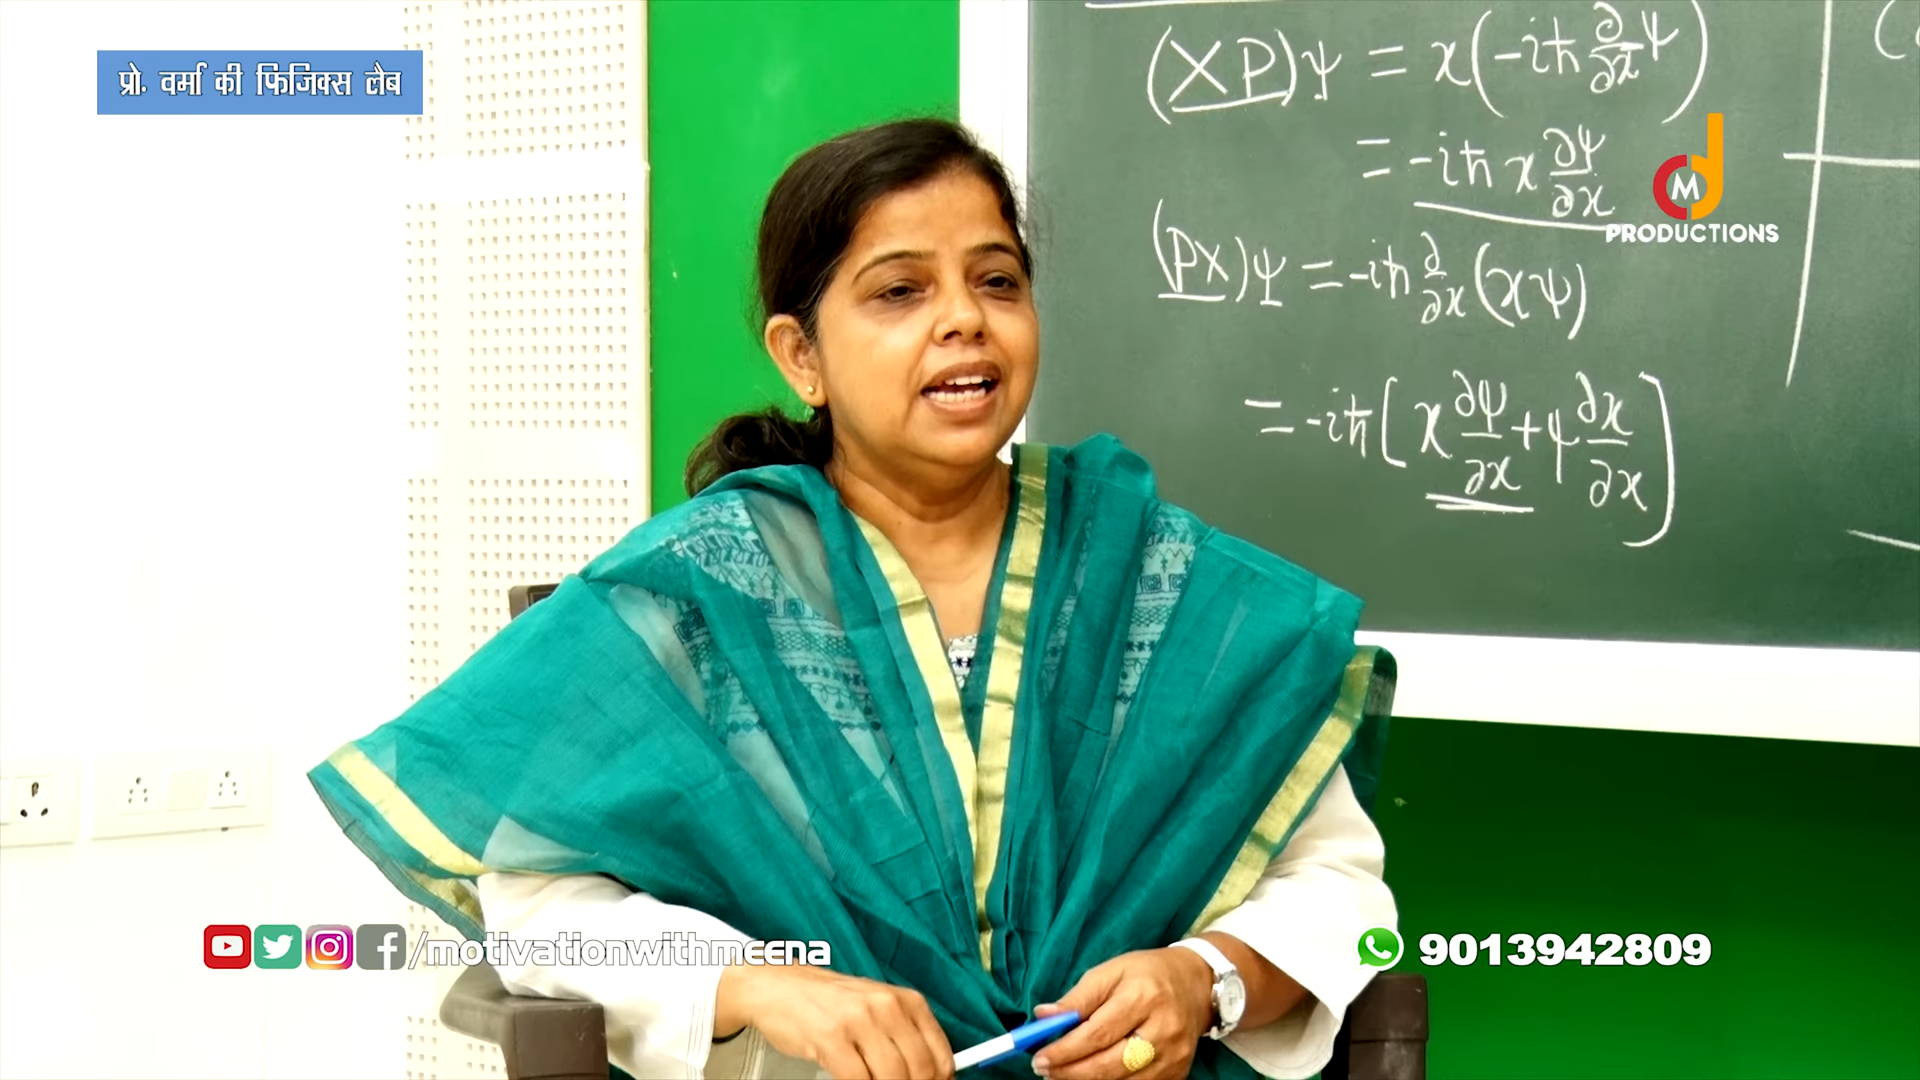 प्रो. वर्मा की फिजिक्स लैब
(XP)ψ = x(-iħ ∂/∂x ψ)
= -iħ x ∂ψ/∂x
(PX)ψ = -iħ ∂/∂x (xψ)
= -iħ [x ∂ψ/∂x + ψ ∂x/∂x]
M
PRODUCTIONS
/motivationwithmeena
9013942809